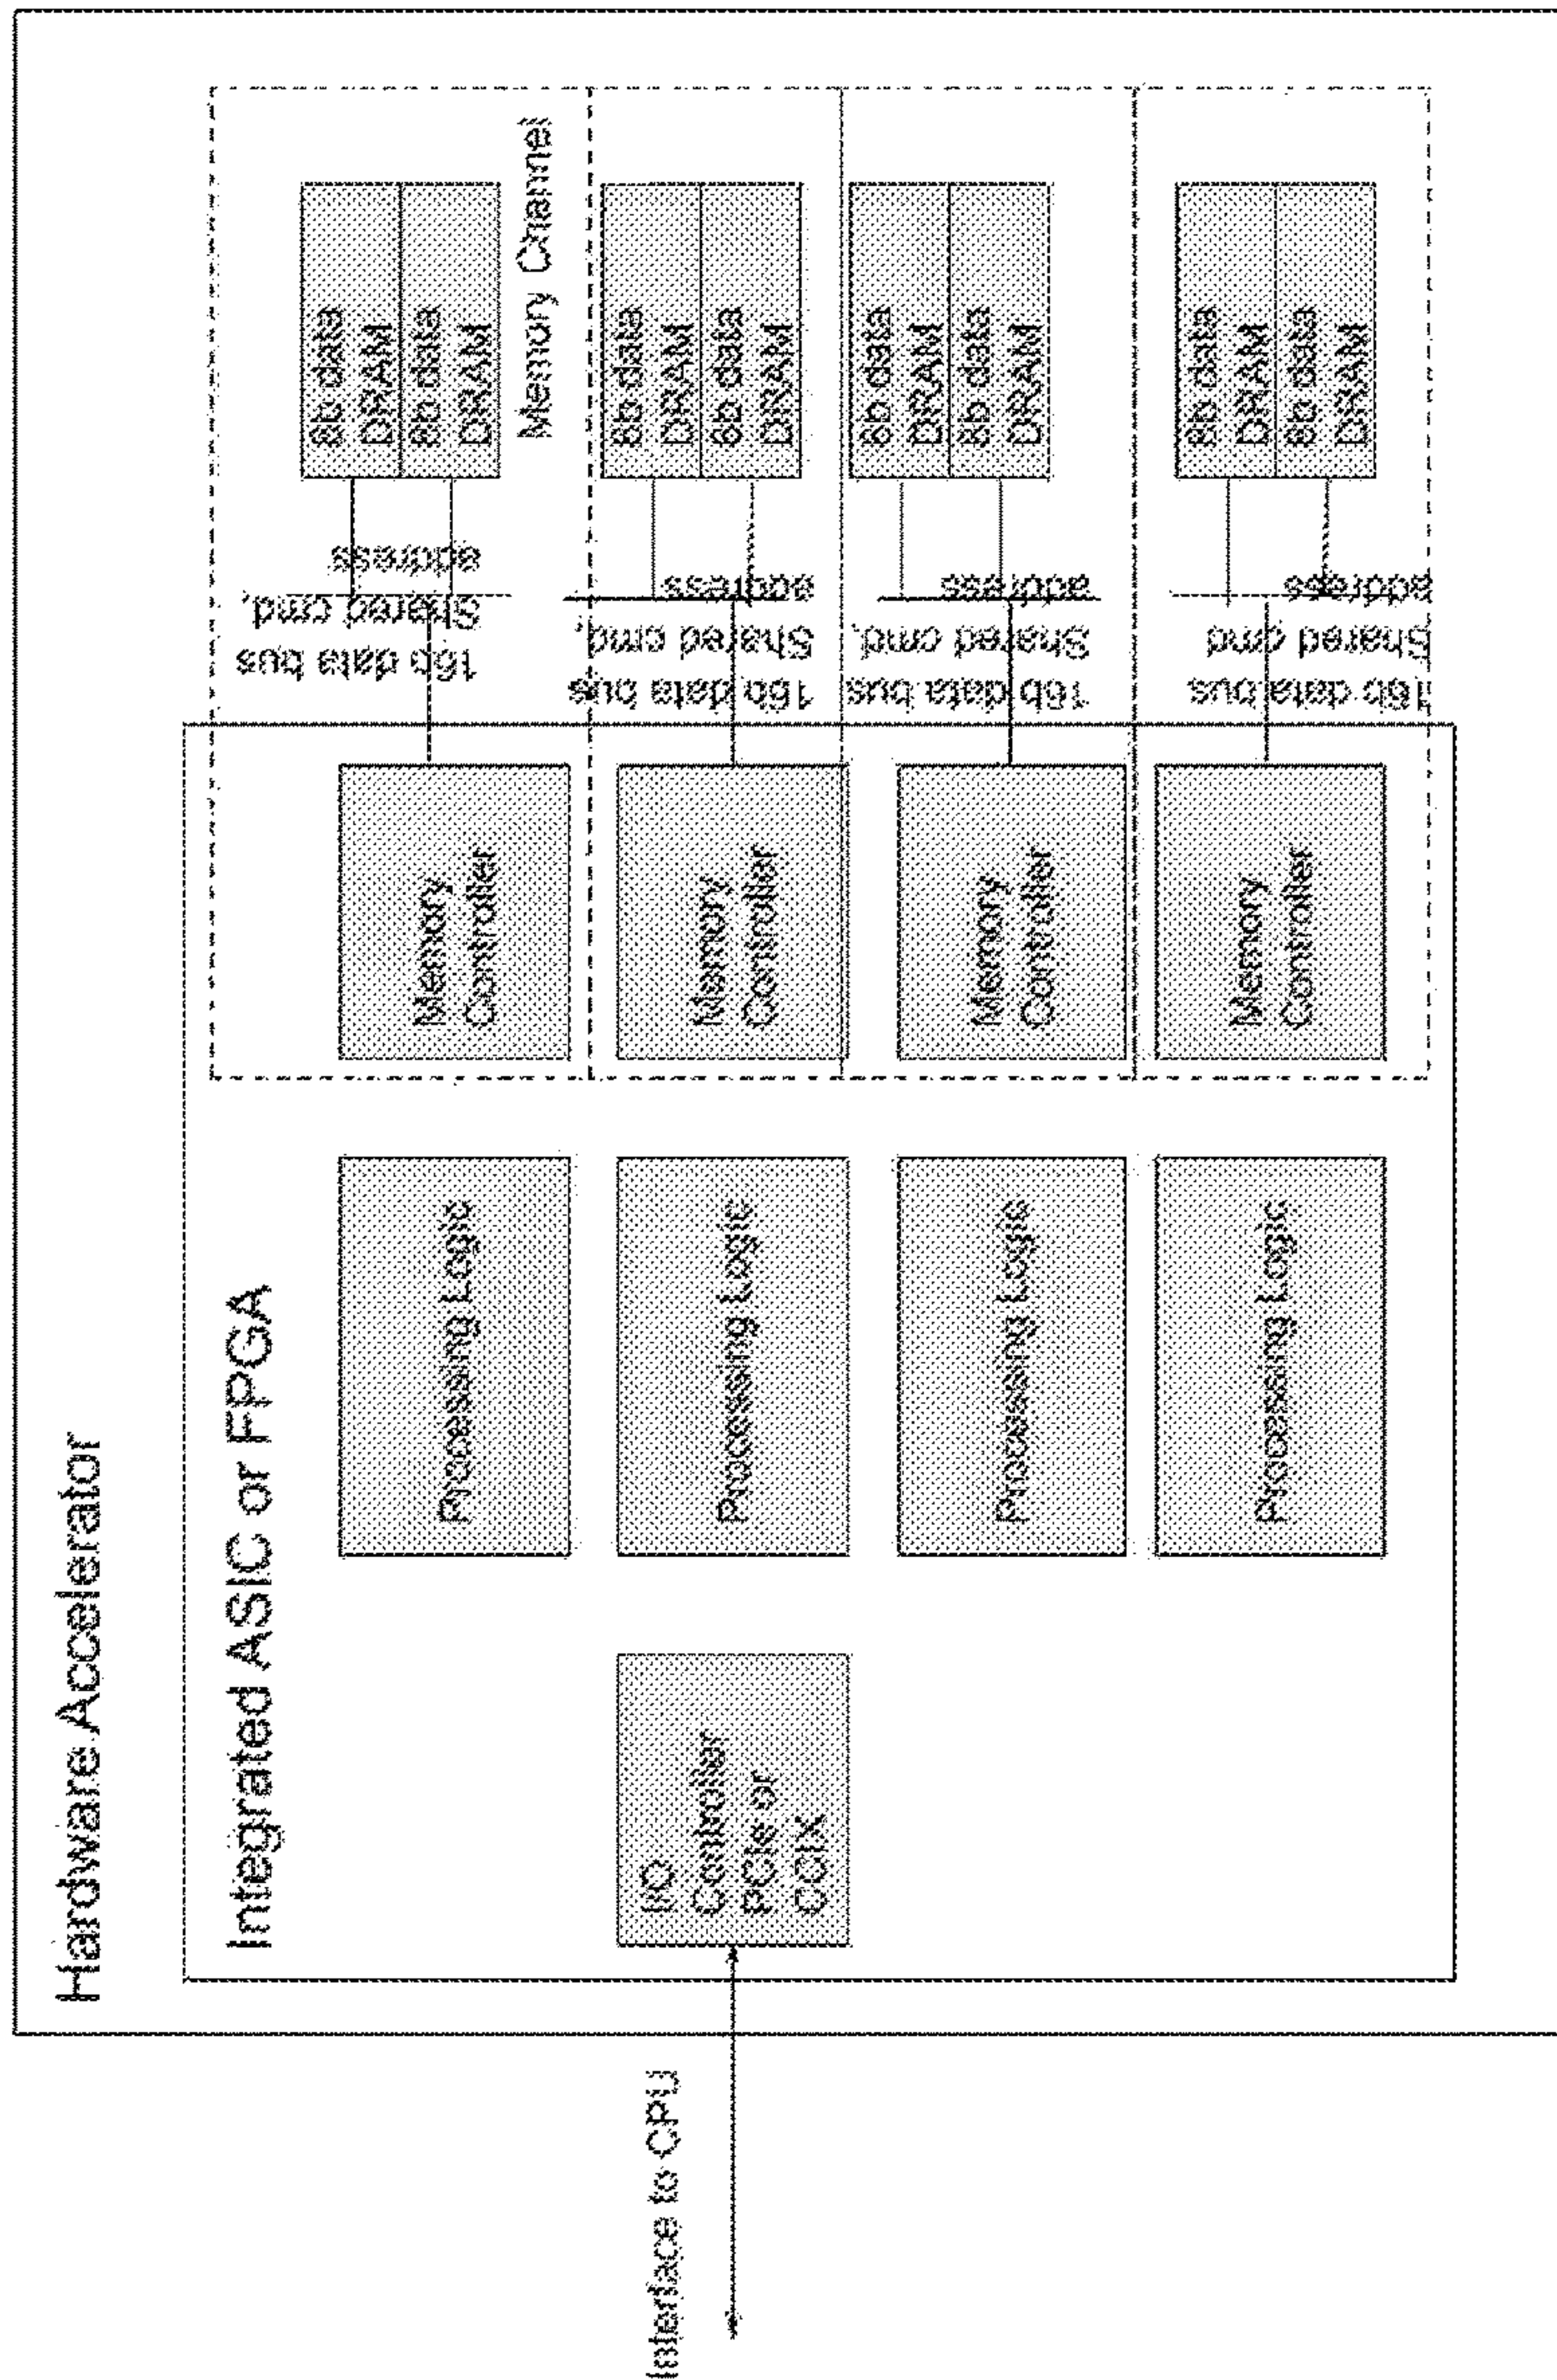 Hardware Accelerator
Integrated ASIC or FPGA
Interface to CPU
I/O
Controller
PCIe or
CCIX
Processing Logic
Memory
Controller
16b data bus
Shared cmd,
address
8b data
DRAM
8b data
DRAM
Memory Channel
Processing Logic
Memory
Controller
16b data bus
Shared cmd,
address
8b data
DRAM
8b data
DRAM
Processing Logic
Memory
Controller
16b data bus
Shared cmd,
address
8b data
DRAM
8b data
DRAM
Processing Logic
Memory
Controller
16b data bus
Shared cmd
address
8b data
DRAM
8b data
DRAM